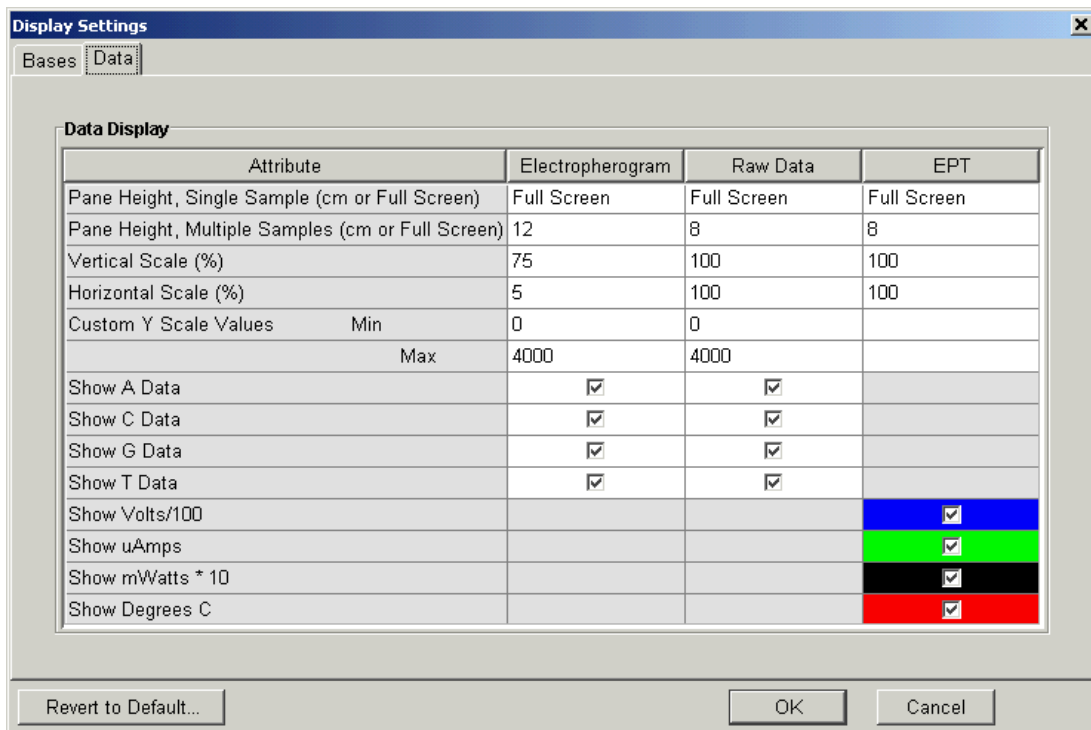 Display Settings
Bases Data
Data Display
Attribute Electropherogram Raw Data EPT
Pane Height, Single Sample (cm or Full Screen) Full Screen Full Screen Full Screen
Pane Height, Multiple Samples (cm or Full Screen) 12 8 8
Vertical Scale (%) 75 100 100
Horizontal Scale (%) 5 100 100
Custom Y Scale Values Min 0 0
Max 4000 4000
Show A Data
Show C Data
Show G Data
Show T Data
Show Volts/100
Show uAmps
Show mWatts * 10
Show Degrees C
Revert to Default... OK Cancel